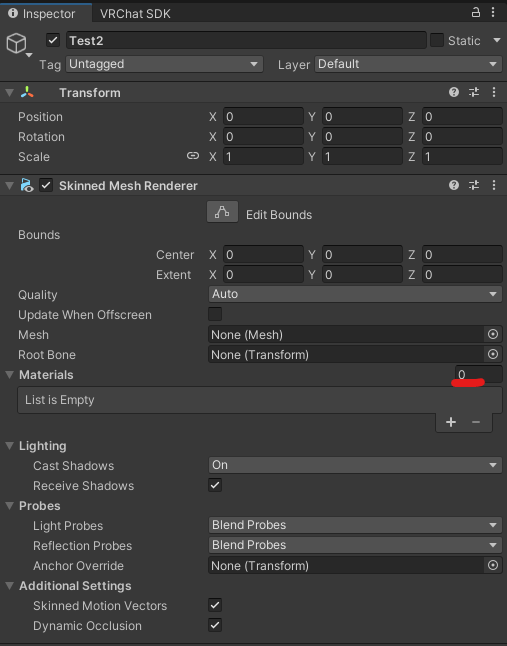 Inspector VRChat SDK
Test2 Static
Tag Untagged Layer Default
Transform
Position X 0 Y 0 Z 0
Rotation X 0 Y 0 Z 0
Scale X 1 Y 1 Z 1
Skinned Mesh Renderer
Edit Bounds
Bounds
Center X 0 Y 0 Z 0
Extent X 0 Y 0 Z 0
Quality Auto
Update When Offscreen
Mesh None (Mesh)
Root Bone None (Transform)
Materials 0
List is Empty
+ −
Lighting
Cast Shadows On
Receive Shadows
Probes
Light Probes Blend Probes
Reflection Probes Blend Probes
Anchor Override None (Transform)
Additional Settings
Skinned Motion Vectors
Dynamic Occlusion